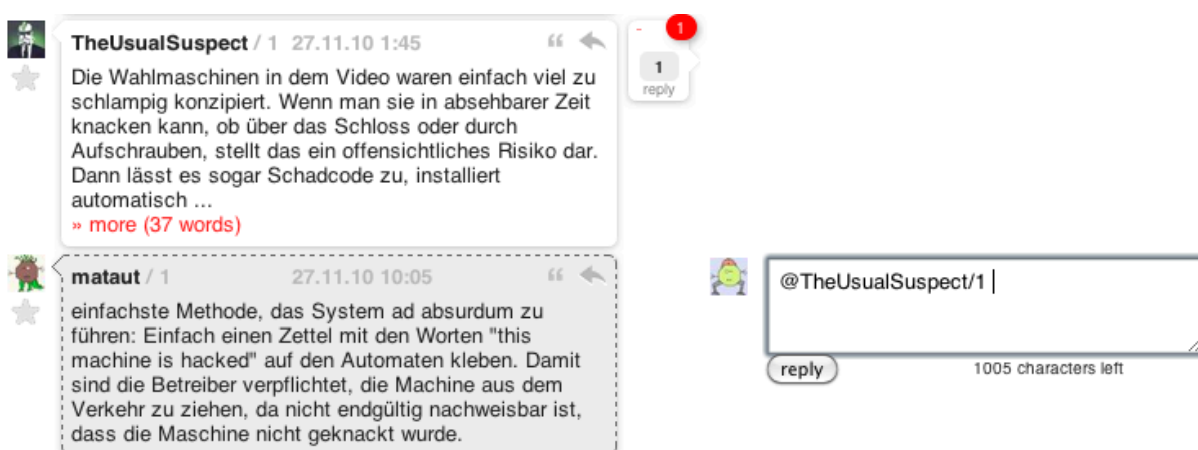 TheUsualSuspect / 1 27.11.10 1:45
Die Wahlmaschinen in dem Video waren einfach viel zu
schlampig konzipiert. Wenn man sie in absehbarer Zeit
knacken kann, ob über das Schloss oder durch
Aufschrauben, stellt das ein offensichtliches Risiko dar.
Dann lässt es sogar Schadcode zu, installiert
automatisch ...
» more (37 words)
- 1
1
reply
mataut / 1 27.11.10 10:05
einfachste Methode, das System ad absurdum zu
führen: Einfach einen Zettel mit den Worten "this
machine is hacked" auf den Automaten kleben. Damit
sind die Betreiber verpflichtet, die Machine aus dem
Verkehr zu ziehen, da nicht endgültig nachweisbar ist,
dass die Maschine nicht geknackt wurde.
@TheUsualSuspect/1
reply 1005 characters left